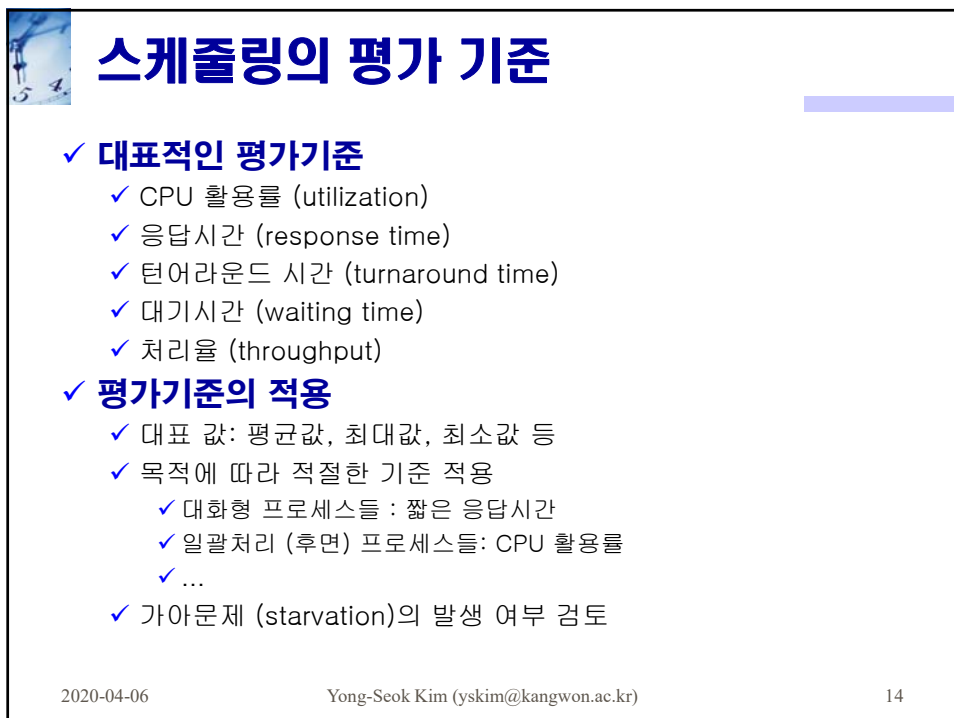 스케줄링의 평가 기준
✓ 대표적인 평가기준
✓ CPU 활용률 (utilization)
✓ 응답시간 (response time)
✓ 턴어라운드 시간 (turnaround time)
✓ 대기시간 (waiting time)
✓ 처리율 (throughput)
✓ 평가기준의 적용
✓ 대표 값: 평균값, 최대값, 최소값 등
✓ 목적에 따라 적절한 기준 적용
✓ 대화형 프로세스들 : 짧은 응답시간
✓ 일괄처리 (후면) 프로세스들: CPU 활용률
✓ ...
✓ 가아문제 (starvation)의 발생 여부 검토
2020-04-06 Yong-Seok Kim (yskim@kangwon.ac.kr) 14